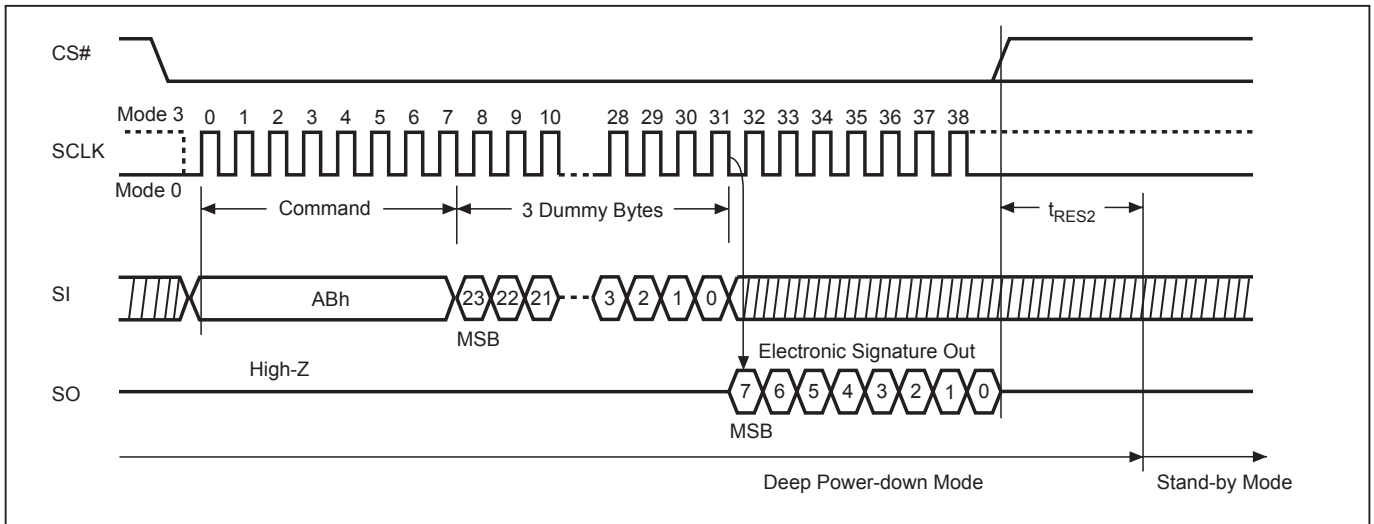 CS#
Mode 3 0 1 2 3 4 5 6 7 8 9 10 28 29 30 31 32 33 34 35 36 37 38
SCLK
Mode 0
Command 3 Dummy Bytes tRES2
SI ABh 23 22 21 3 2 1 0
MSB
Electronic Signature Out
High-Z
SO 7 6 5 4 3 2 1 0
MSB
Deep Power-down Mode Stand-by Mode